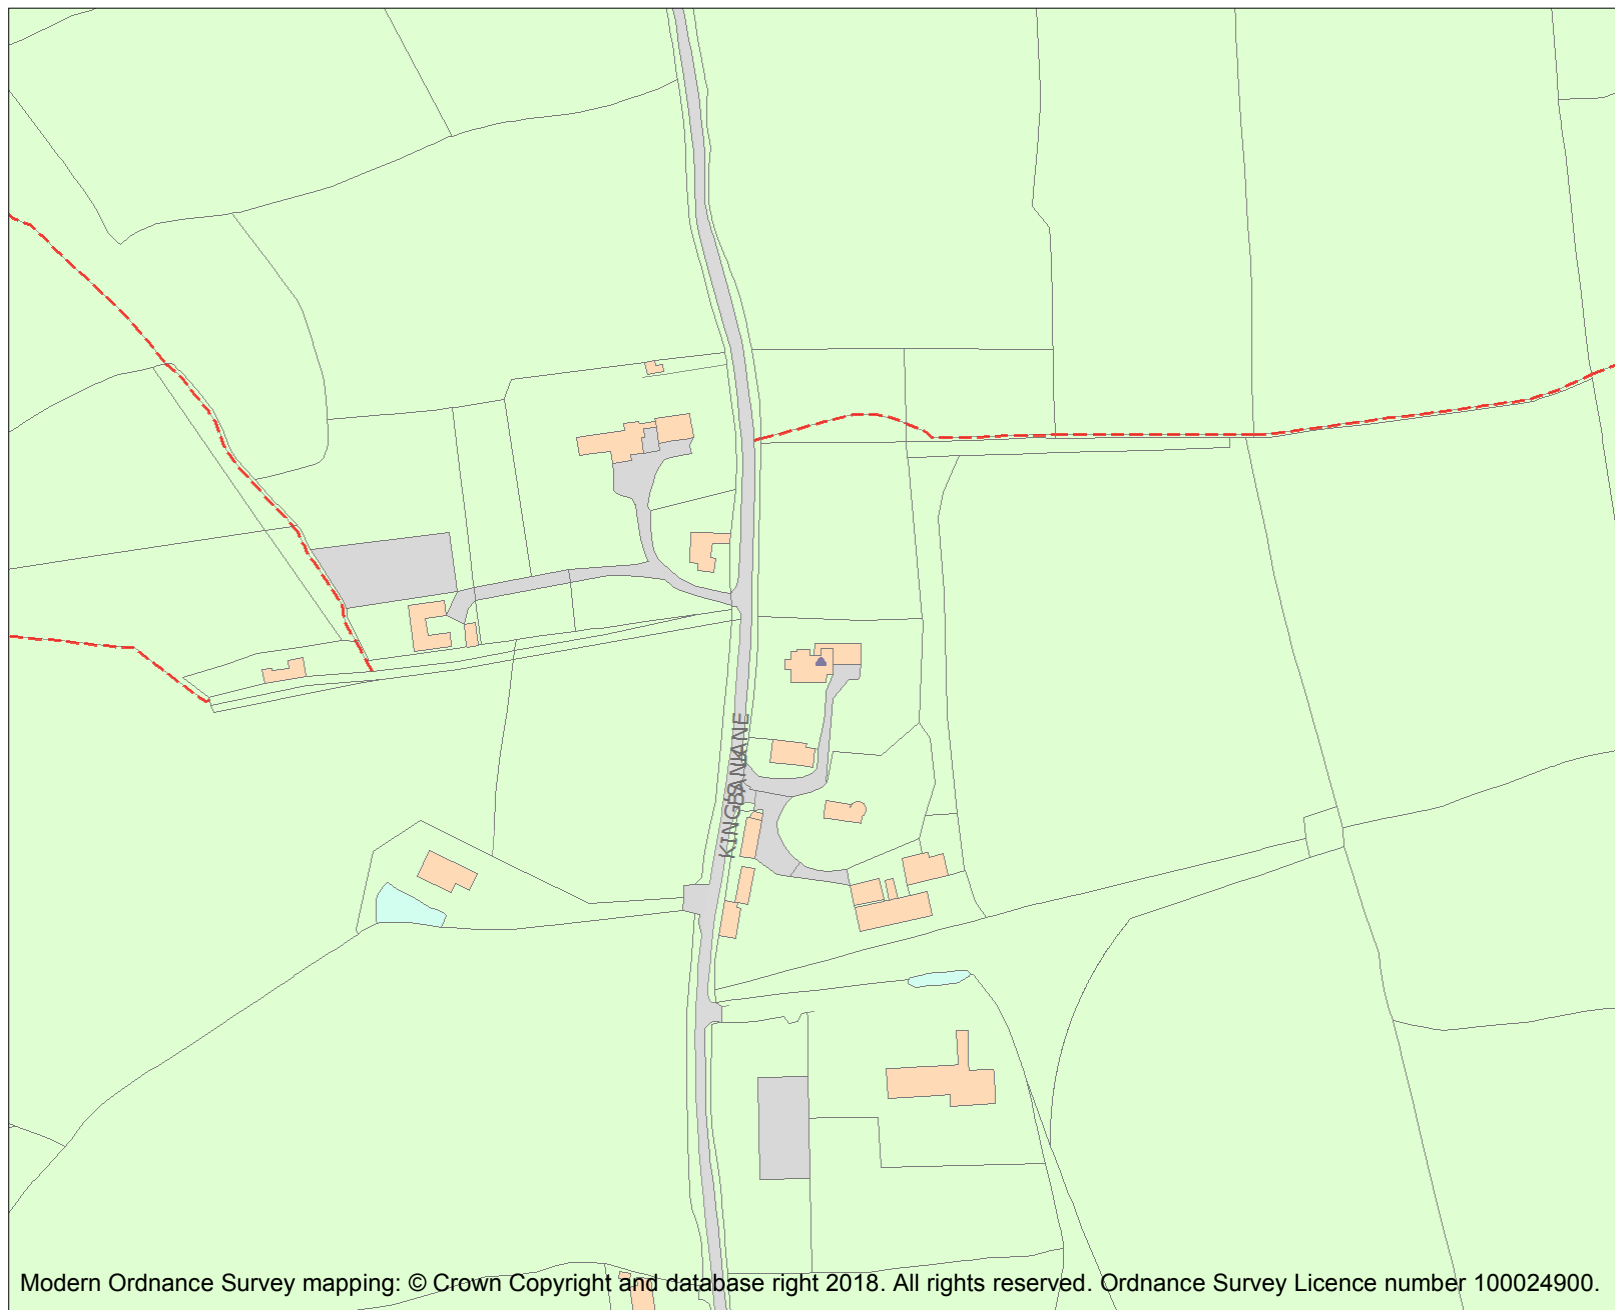 Modern Ordnance Survey mapping: © Crown Copyright and database right 2018. All rights reserved. Ordnance Survey Licence number 100024900.